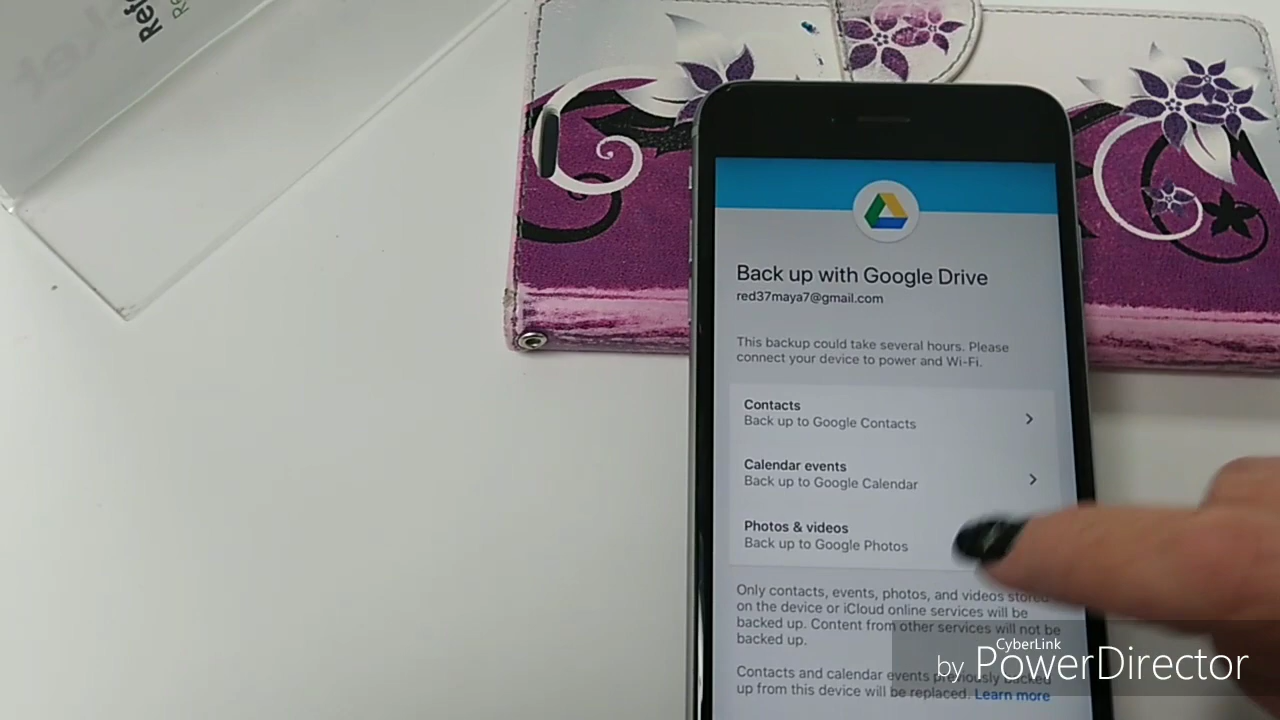 Back up with Google Drive
red37maya7@gmail.com
This backup could take several hours. Please
connect your device to power and Wi-Fi.
Contacts
Back up to Google Contacts
Calendar events
Back up to Google Calendar
Photos & videos
Back up to Google Photos
Only contacts, events, photos, and videos stored
on the device or iCloud online services will be
backed up. Content from other services will not be
backed up.
Contacts and calendar events previously backed
up from this device will be replaced. Learn more
CyberLink
by PowerDirector